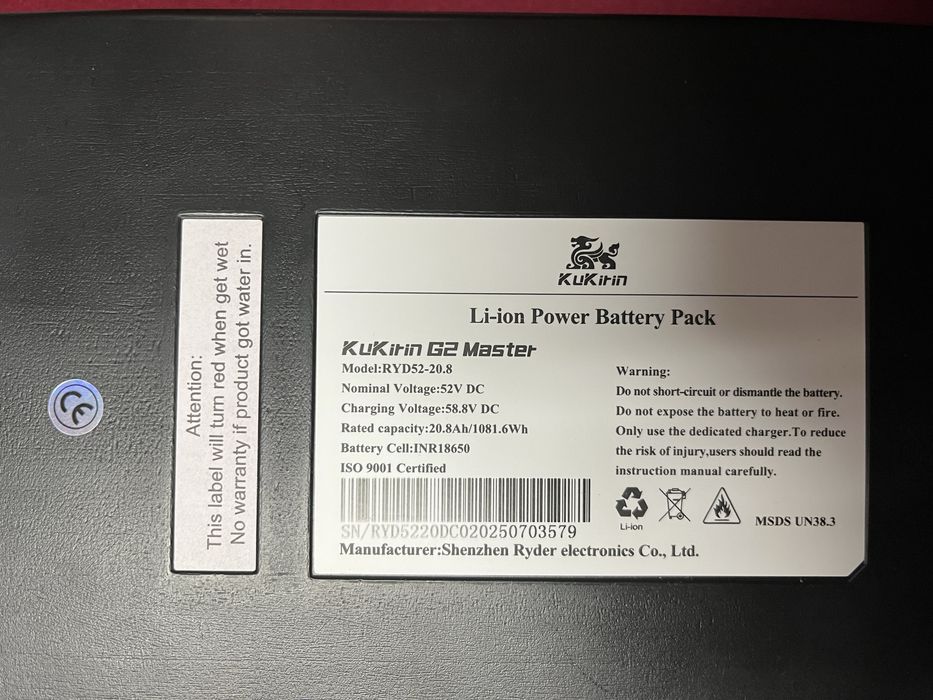 CE
Attention:
This label will turn red when get wet
No warranty if product got water in.
KuKirin
Li-ion Power Battery Pack
KuKirin G2 Master
Model:RYD52-20.8
Nominal Voltage:52V DC
Charging Voltage:58.8V DC
Rated capacity:20.8Ah/1081.6Wh
Battery Cell:INR18650
ISO 9001 Certified
SN/RYD5220DC020250703579
Manufacturer:Shenzhen Ryder electronics Co., Ltd.
Warning:
Do not short-circuit or dismantle the battery.
Do not expose the battery to heat or fire.
Only use the dedicated charger.To reduce
the risk of injury,users should read the
instruction manual carefully.
Li-ion
MSDS UN38.3